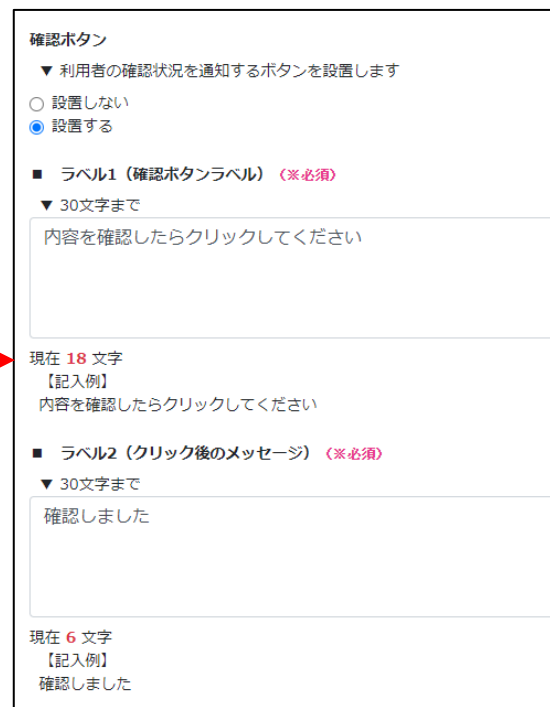 確認ボタン
▼ 利用者の確認状況を通知するボタンを設置します
設置しない
設置する
■ ラベル1（確認ボタンラベル）（※必須）
▼ 30文字まで
内容を確認したらクリックしてください
現在 18 文字
【記入例】
内容を確認したらクリックしてください
■ ラベル2（クリック後のメッセージ）（※必須）
▼ 30文字まで
確認しました
現在 6 文字
【記入例】
確認しました